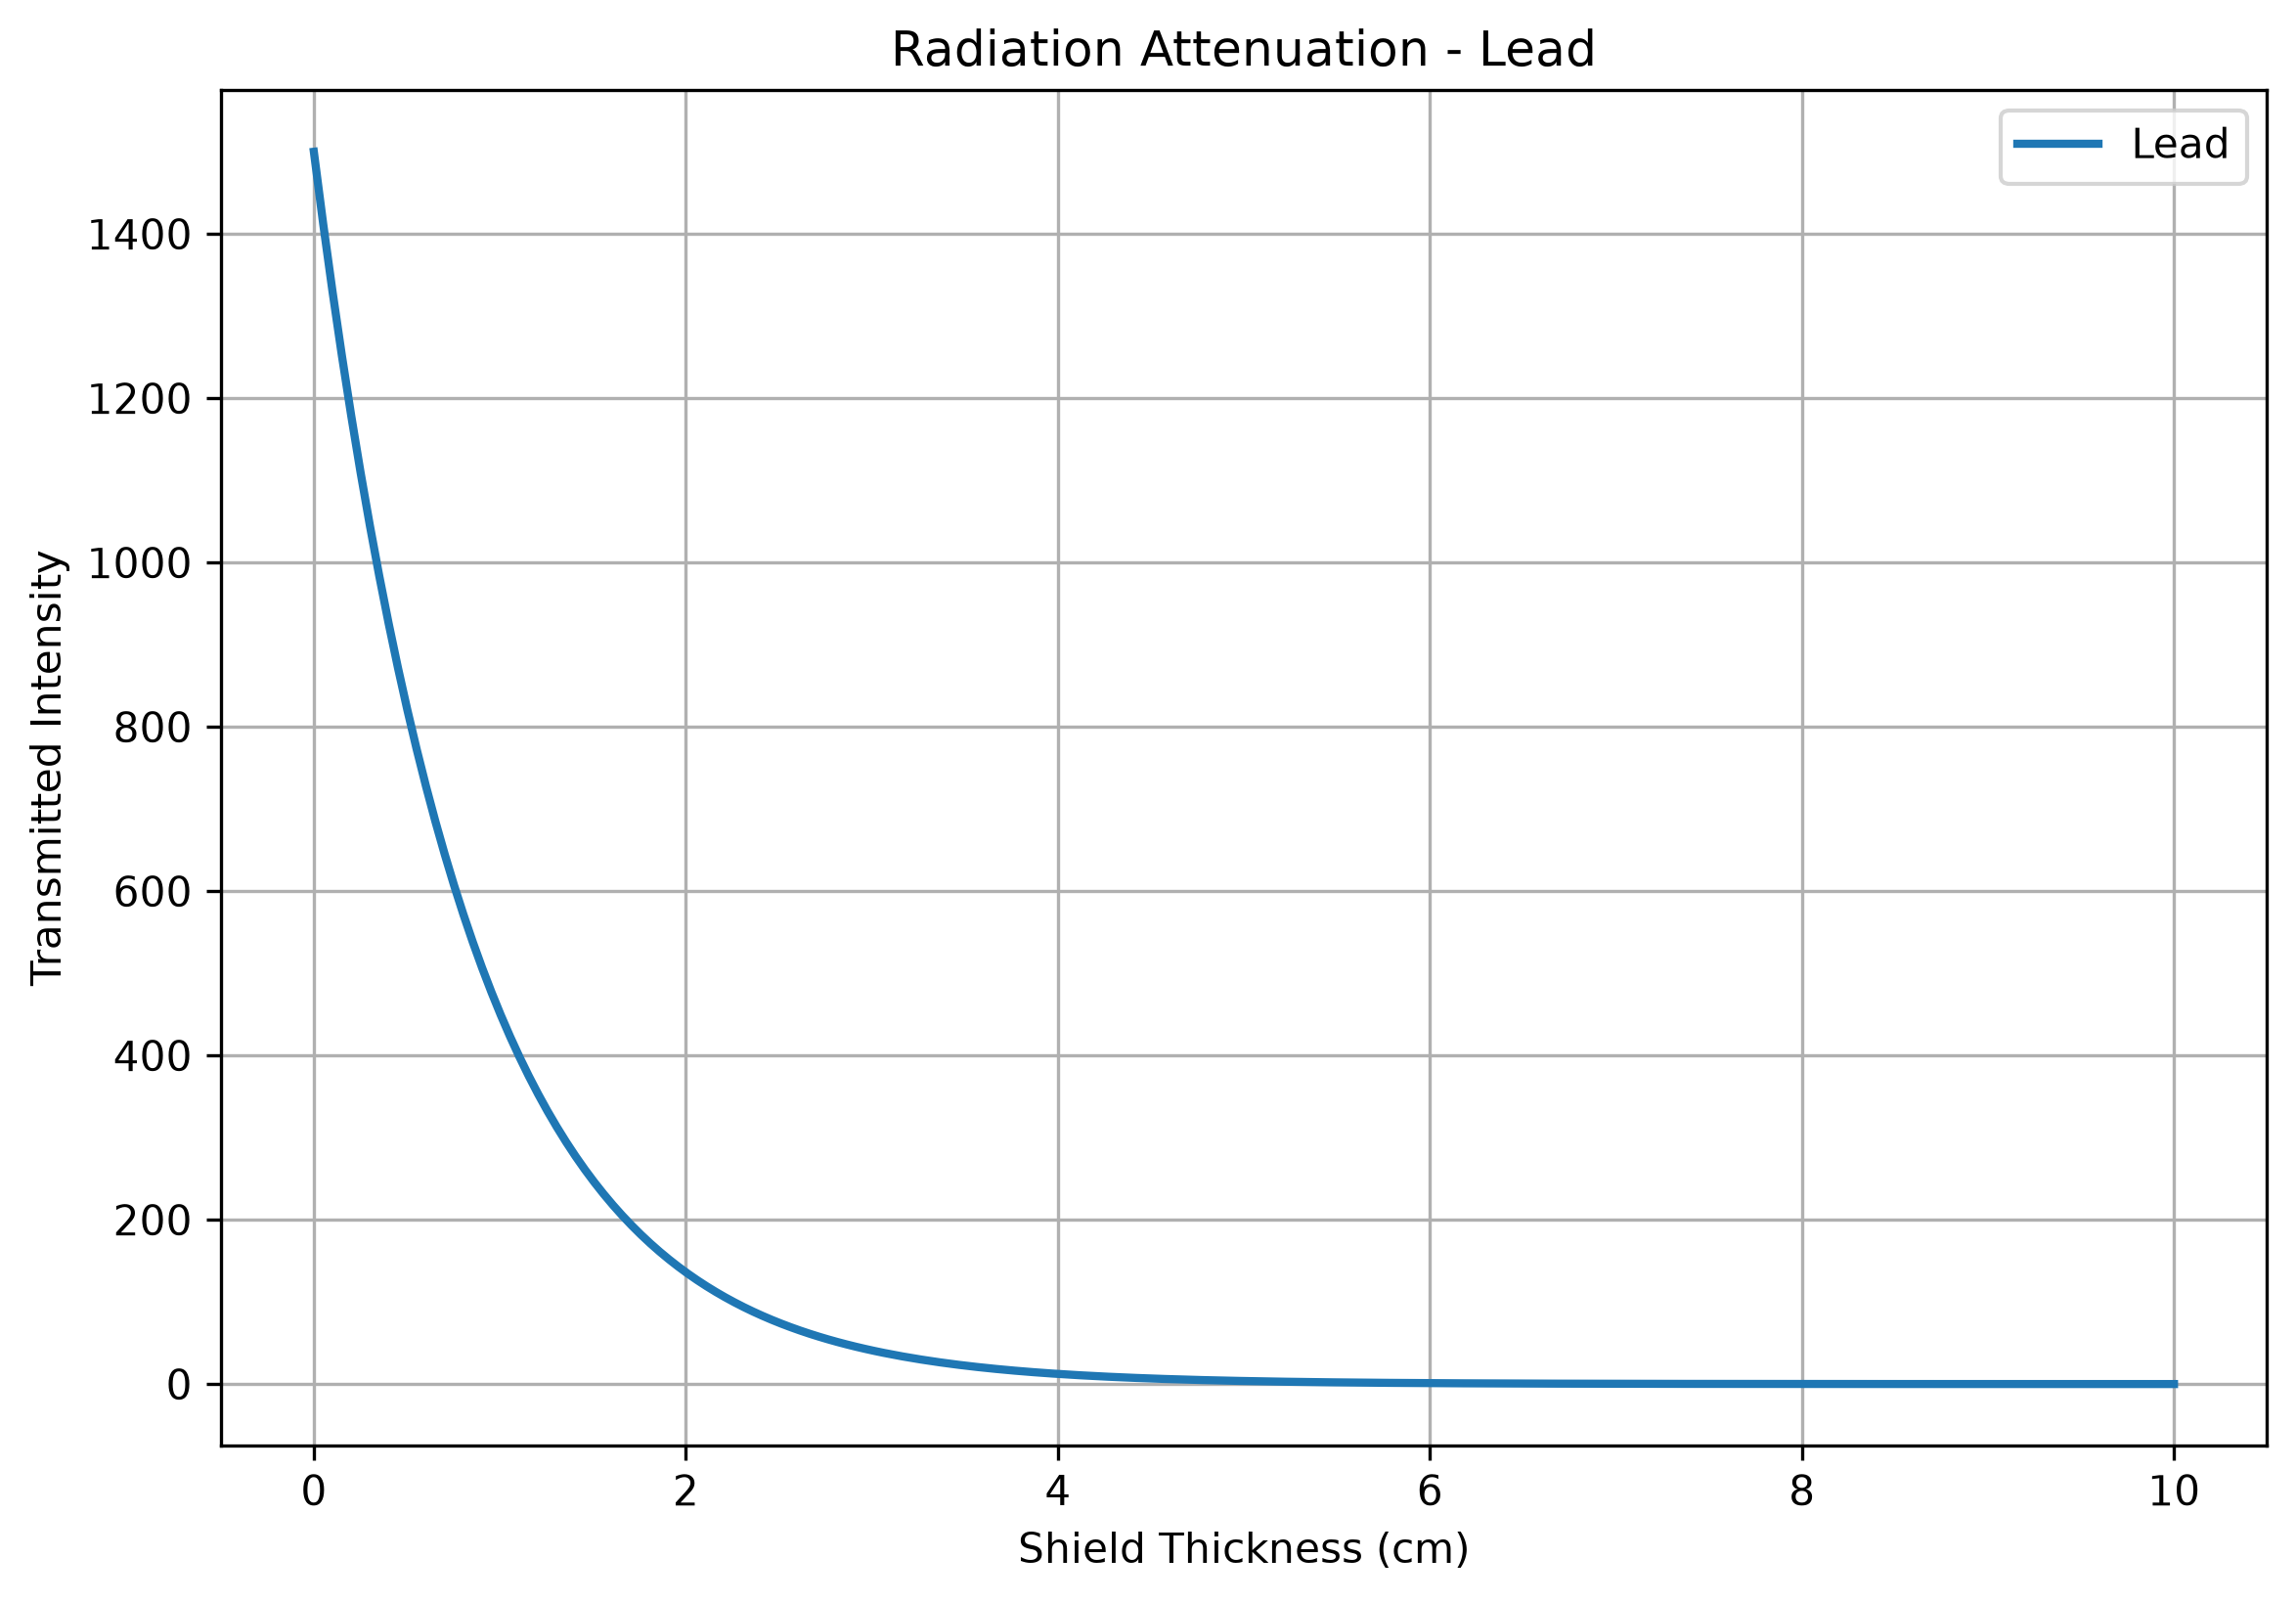 Radiation Attenuation - Lead
Lead
1400
1200
1000
800
600
400
200
0
Transmitted Intensity
0 2 4 6 8 10
Shield Thickness (cm)